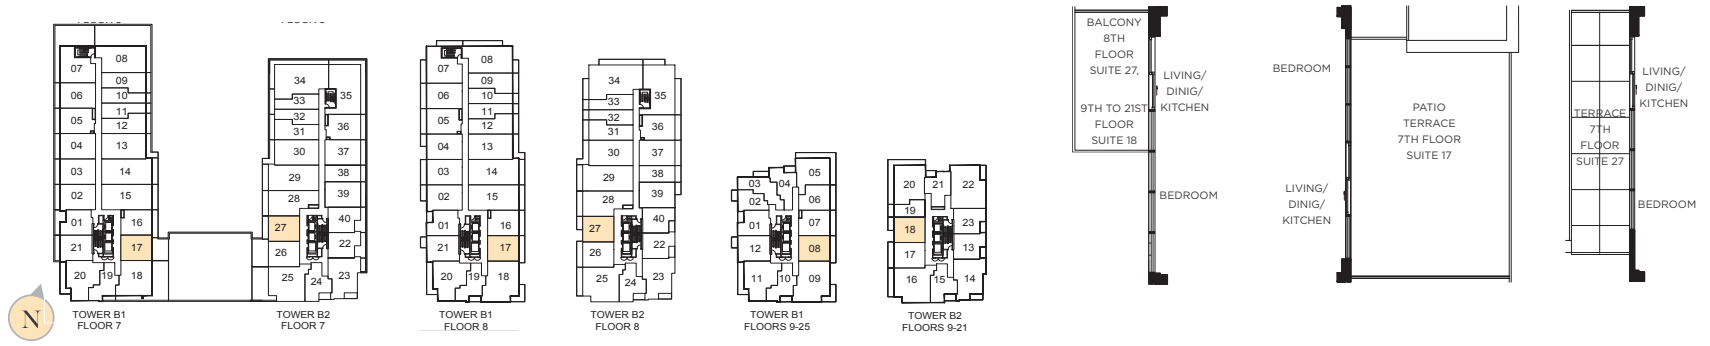 07
08
09
10
11
12
06
05
04
13
03
14
02
15
01
16
21
17
20
19
18
TOWER B1
FLOOR 7
34
33
32
31
30
35
36
37
29
38
28
39
27
40
26
22
25
24
23
TOWER B2
FLOOR 7
07
08
09
10
11
12
06
05
04
13
03
14
02
15
01
16
21
17
20
19
18
TOWER B1
FLOOR 8
34
33
32
31
30
35
36
37
29
38
28
39
27
40
26
22
25
24
23
TOWER B2
FLOOR 8
03
04
05
02
06
01
07
12
08
11
10
09
TOWER B1
FLOORS 9-25
20
21
22
19
18
23
17
13
16
15
14
TOWER B2
FLOORS 9-21
N
BALCONY
8TH
FLOOR
SUITE 27,
9TH TO 21ST
FLOOR
SUITE 18
LIVING/
DINIG/
KITCHEN
BEDROOM
BEDROOM
LIVING/
DINIG/
KITCHEN
PATIO
TERRACE
7TH FLOOR
SUITE 17
TERRACE
7TH
FLOOR
SUITE 27
LIVING/
DINIG/
KITCHEN
BEDROOM